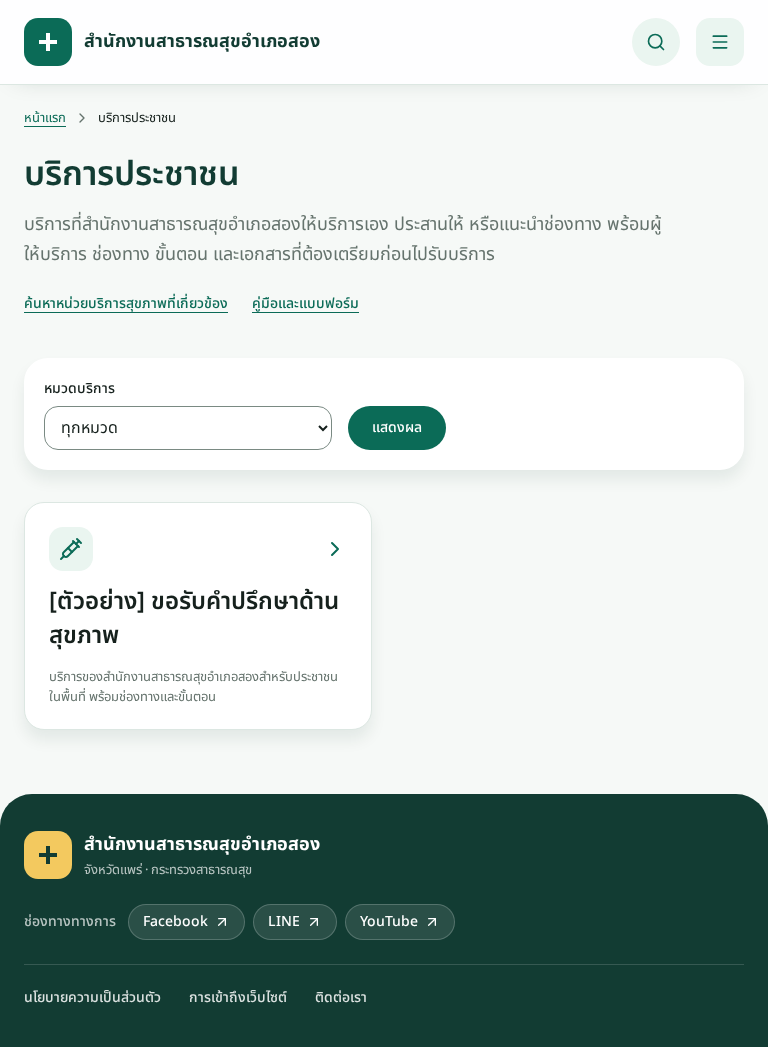 สำนักงานสาธารณสุขอำเภอสอง
หน้าแรก
บริการประชาชน
บริการประชาชน
บริการที่สำนักงานสาธารณสุขอำเภอสองให้บริการเอง ประสานให้ หรือแนะนำช่องทาง พร้อมผู้
ให้บริการ ช่องทาง ขั้นตอน และเอกสารที่ต้องเตรียมก่อนไปรับบริการ
ค้นหาหน่วยบริการสุขภาพที่เกี่ยวข้อง
คู่มือและแบบฟอร์ม
หมวดบริการ
ทุกหมวด
แสดงผล
[ตัวอย่าง] ขอรับคำปรึกษาด้าน
สุขภาพ
บริการของสำนักงานสาธารณสุขอำเภอสองสำหรับประชาชน
ในพื้นที่ พร้อมช่องทางและขั้นตอน
สำนักงานสาธารณสุขอำเภอสอง
จังหวัดแพร่ · กระทรวงสาธารณสุข
ช่องทางทางการ
Facebook
LINE
YouTube
นโยบายความเป็นส่วนตัว
การเข้าถึงเว็บไซต์
ติดต่อเรา